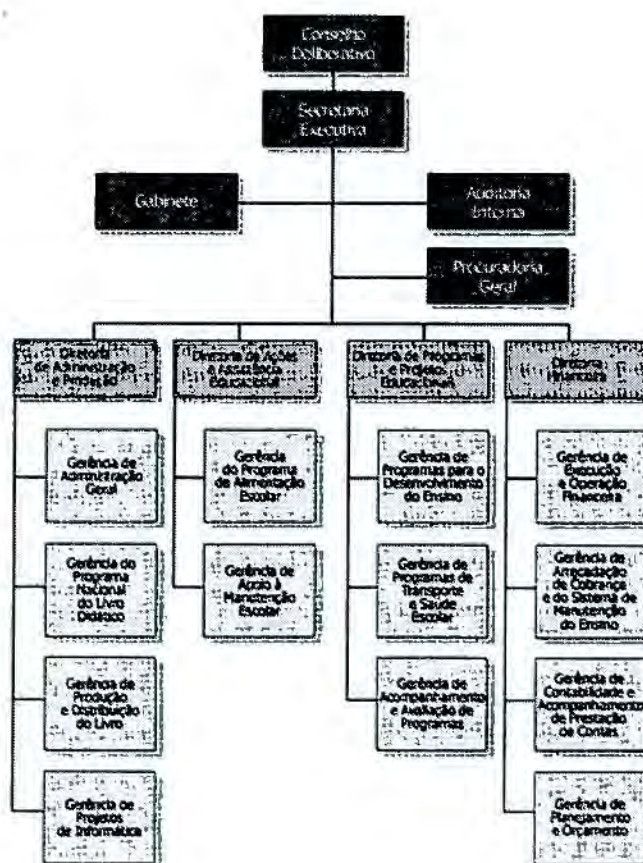 Conselho
Deliberativo
Secretaria
Executiva
Gabinete
Auditoria
Interna
Procuradoria
Geral
Diretoria
de Administração
e Produção
Diretoria de Ações
e Assistência
Educacional
Diretoria de Programas
e Projetos
Educacionais
Diretoria
Financeira
Gerência de
Administração
Geral
Gerência do
Programa
Nacional
do Livro
Didático
Gerência de
Produção
e Distribuição
do Livro
Gerência de
Projetos
de Informática
Gerência
do Programa
de Alimentação
Escolar
Gerência
de Apoio à
Manutenção
Escolar
Gerência de
Programas para o
Desenvolvimento
do Ensino
Gerência de
Programas de
Transporte
e Saúde
Escolar
Gerência de
Acompanhamento
e Avaliação de
Programas
Gerência de
Execução
e Operação
Financeira
Gerência de
Arrecadação
de Cobrança
e do Sistema de
Manutenção
do Ensino
Gerência de
Contabilidade e
Acompanhamento
de Prestação
de Contas
Gerência de
Planejamento
e Orçamento